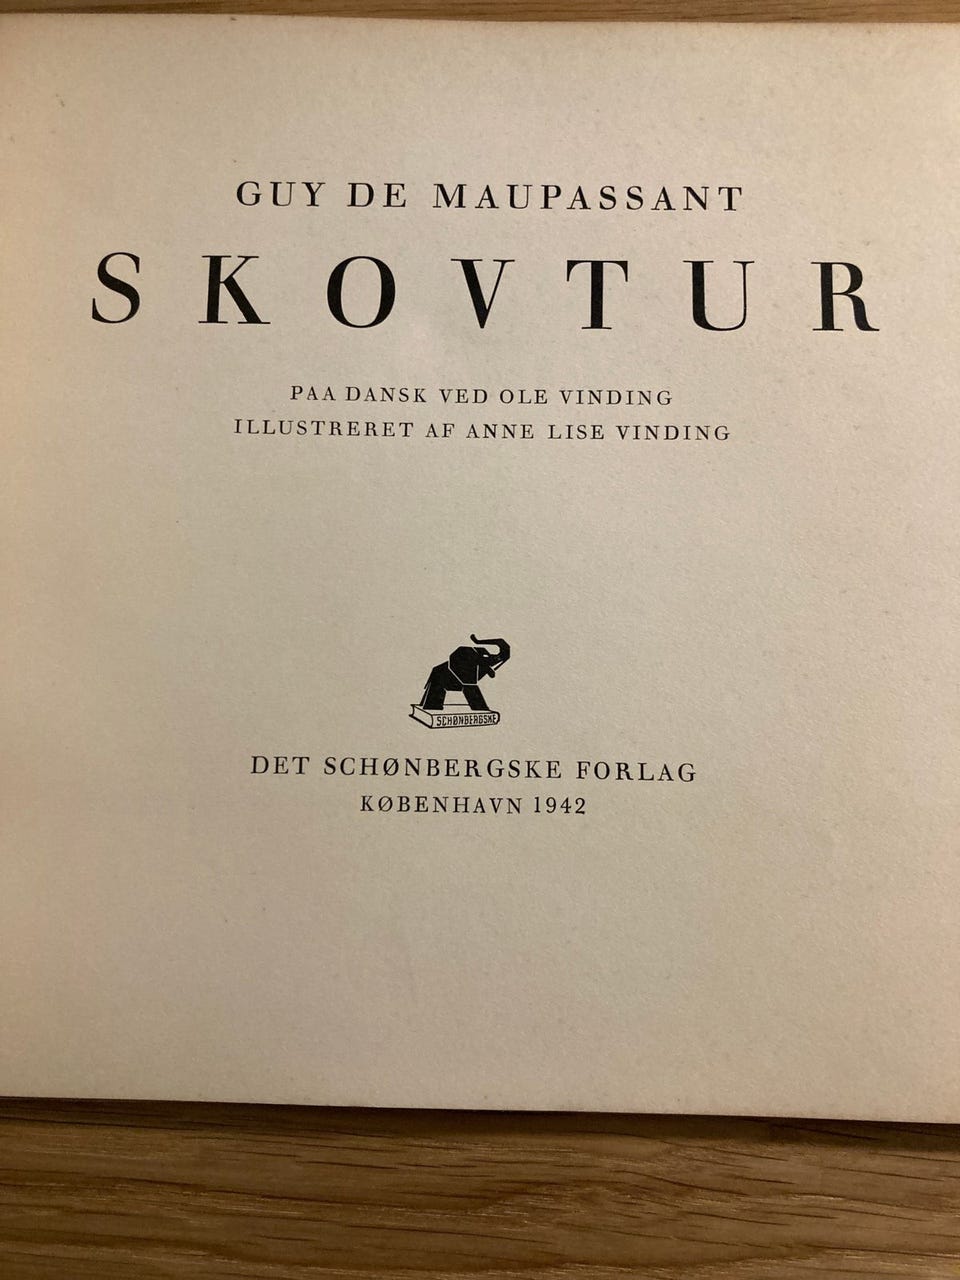 GUY DE MAUPASSANT
SKOVTUR
PAA DANSK VED OLE VINDING
ILLUSTRERET AF ANNE LISE VINDING
SCHØNBERGSKE
DET SCHØNBERGSKE FORLAG
KØBENHAVN 1942